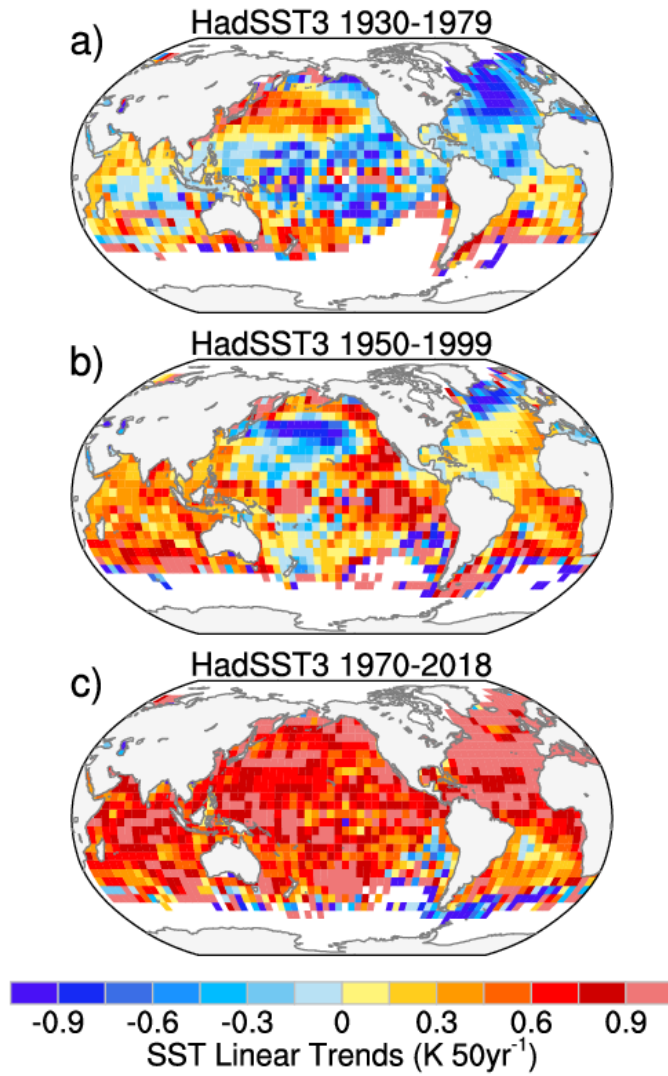 a)
HadSST3 1930-1979
b)
HadSST3 1950-1999
c)
HadSST3 1970-2018
-0.9 -0.6 -0.3 0 0.3 0.6 0.9
SST Linear Trends (K 50yr⁻¹)